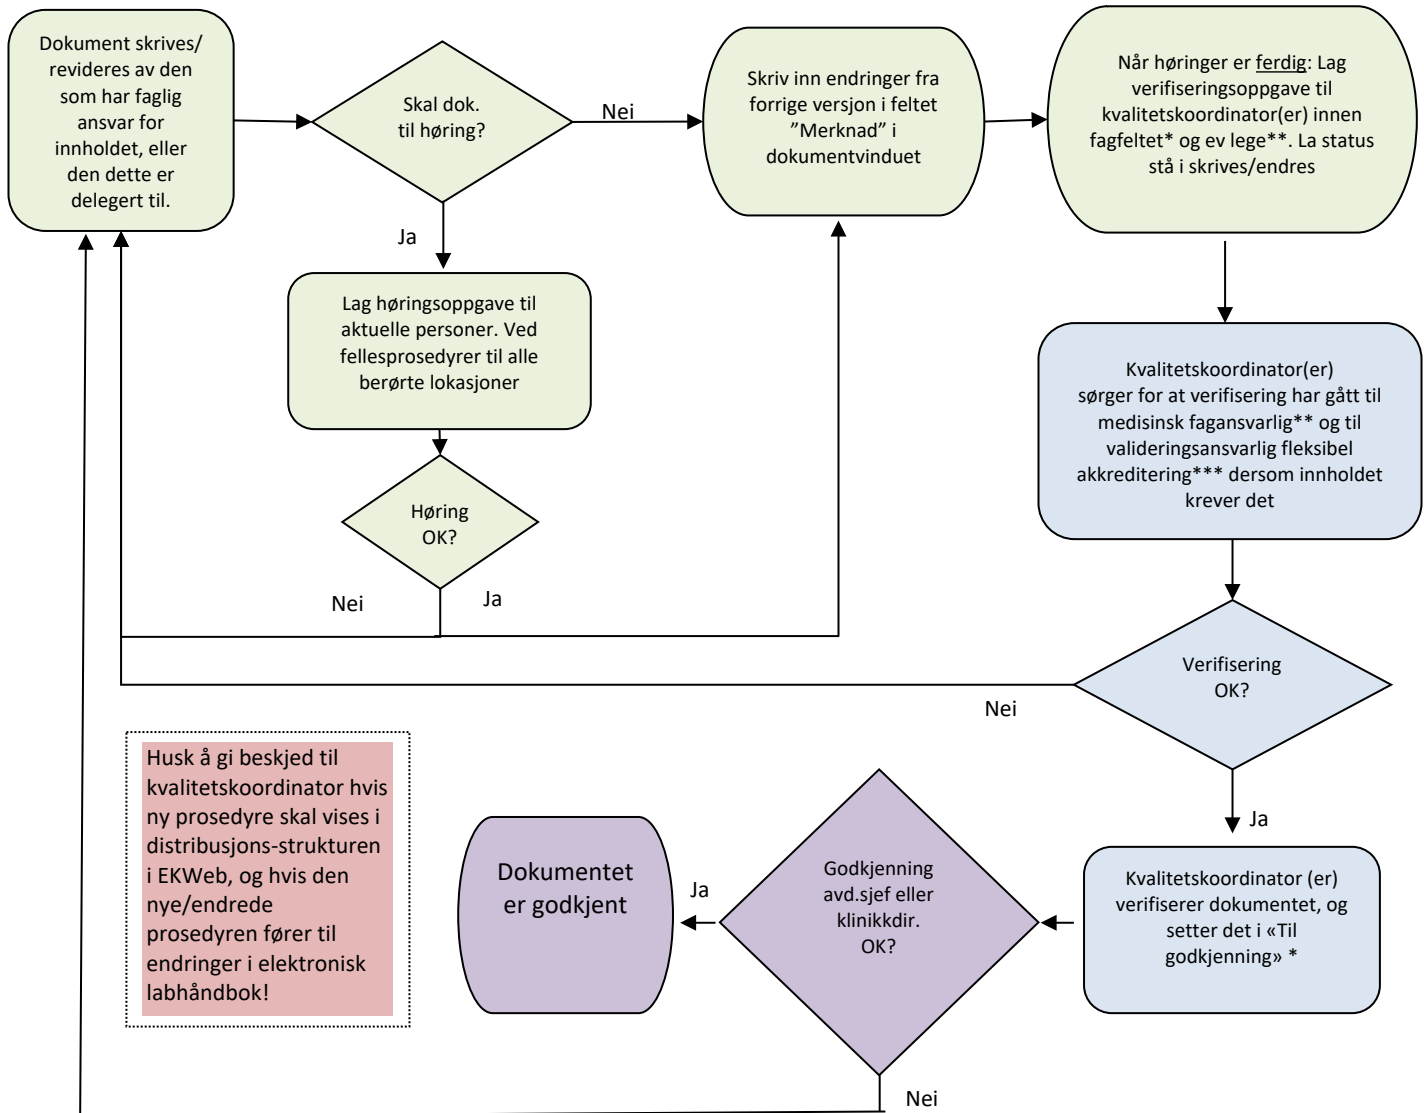 Dokument skrives/
revideres av den
som har faglig
ansvar for
innholdet, eller
den dette er
delegert til.
Skal dok.
til høring?
Nei
Skriv inn endringer fra
forrige versjon i feltet
”Merknad” i
dokumentvinduet
Når høringer er ferdig: Lag
verifiseringsoppgave til
kvalitetskoordinator(er) innen
fagfeltet* og ev lege**. La status
stå i skrives/endres
Ja
Lag høringsoppgave til
aktuelle personer. Ved
fellesprosedyrer til alle
berørte lokasjoner
Kvalitetskoordinator(er)
sørger for at verifisering har gått til
medisinsk fagansvarlig** og til
valideringsansvarlig fleksibel
akkreditering*** dersom innholdet
krever det
Høring
OK?
Nei
Ja
Verifisering
OK?
Nei
Ja
Husk å gi beskjed til
kvalitetskoordinator hvis
ny prosedyre skal vises i
distribusjons-strukturen
i EKWeb, og hvis den
nye/endrede
prosedyren fører til
endringer i elektronisk
labhåndbok!
Dokumentet
er godkjent
Ja
Godkjenning
avd.sjef eller
klinikkdir.
OK?
Kvalitetskoordinator (er)
verifiserer dokumentet, og
setter det i «Til
godkjenning» *
Nei